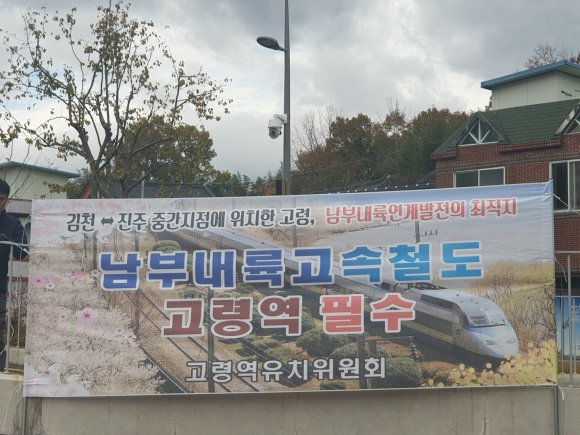 김천 ↔ 진주 중간지점에 위치한 고령, 남부내륙연계발전의 최적지
남부내륙고속철도
고령역 필수
고령역유치위원회